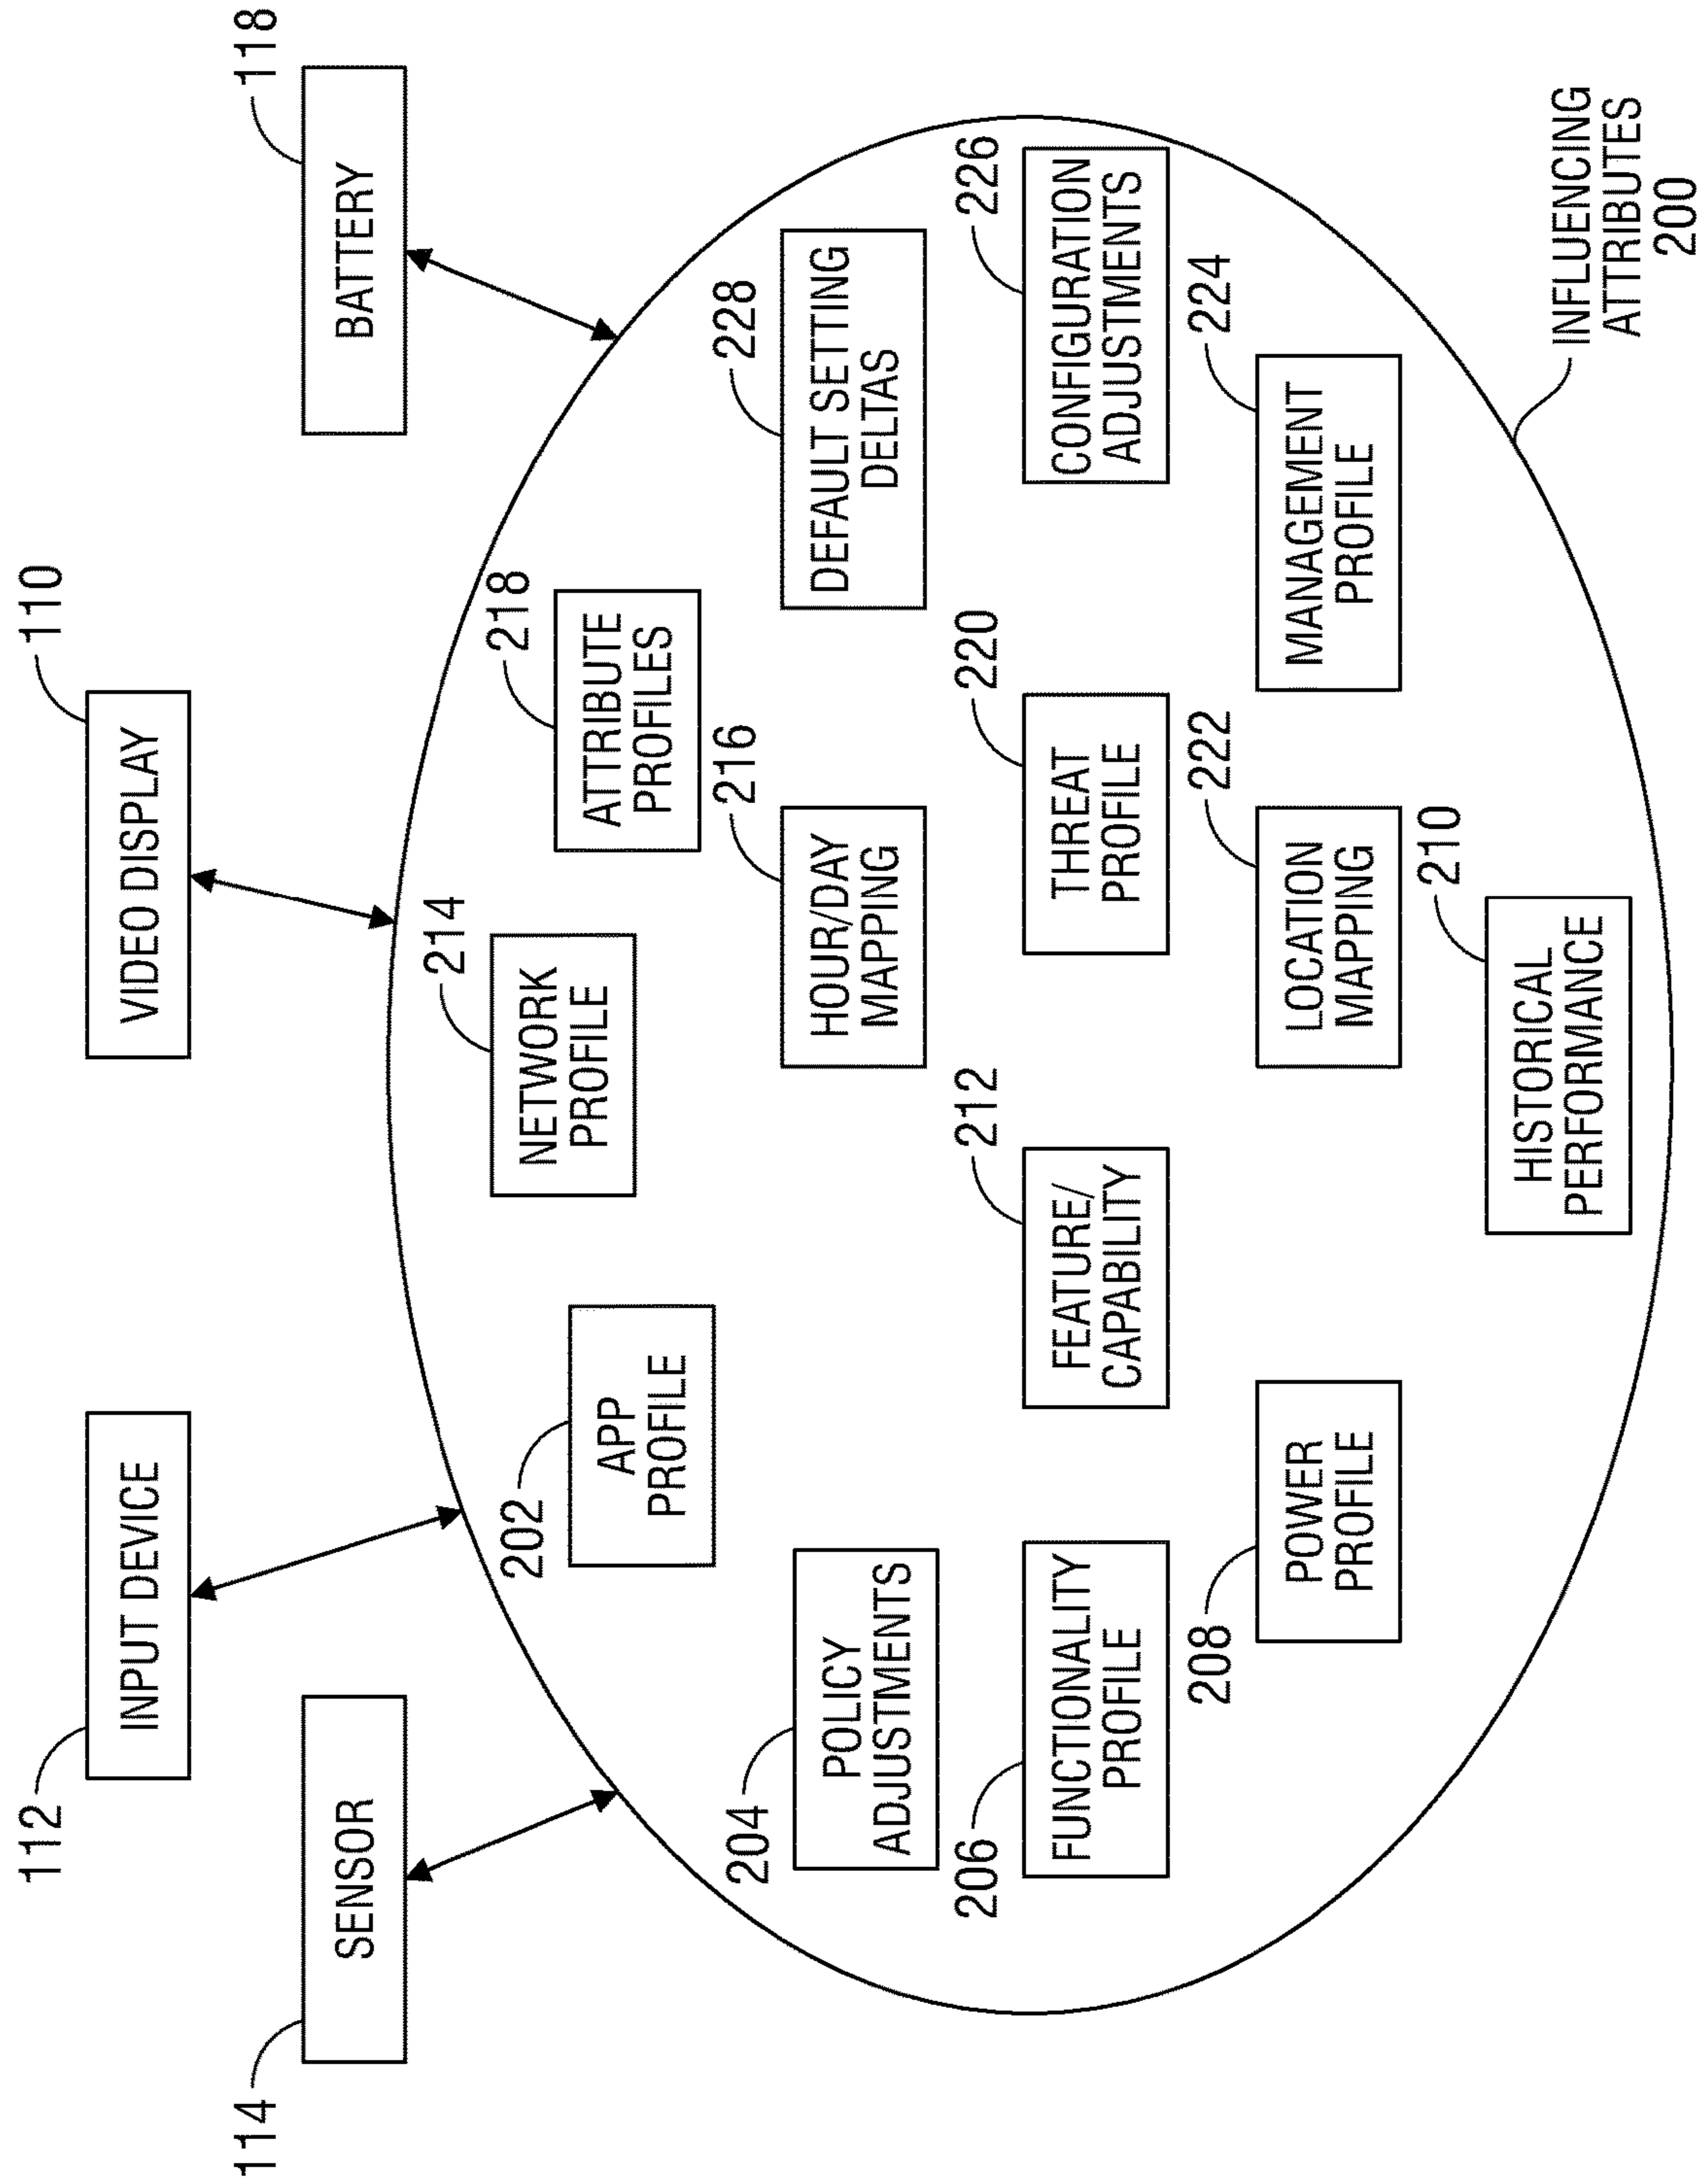 112
INPUT DEVICE
VIDEO DISPLAY
110
114
SENSOR
BATTERY
118
202
APP
PROFILE
214
NETWORK
PROFILE
218
ATTRIBUTE
PROFILES
204
POLICY
ADJUSTMENTS
216
HOUR/DAY
MAPPING
228
DEFAULT SETTING
DELTAS
206
FUNCTIONALITY
PROFILE
212
FEATURE/
CAPABILITY
220
THREAT
PROFILE
226
CONFIGURATION
ADJUSTMENTS
208
POWER
PROFILE
222
LOCATION
MAPPING
224
MANAGEMENT
PROFILE
210
HISTORICAL
PERFORMANCE
INFLUENCING
ATTRIBUTES
200